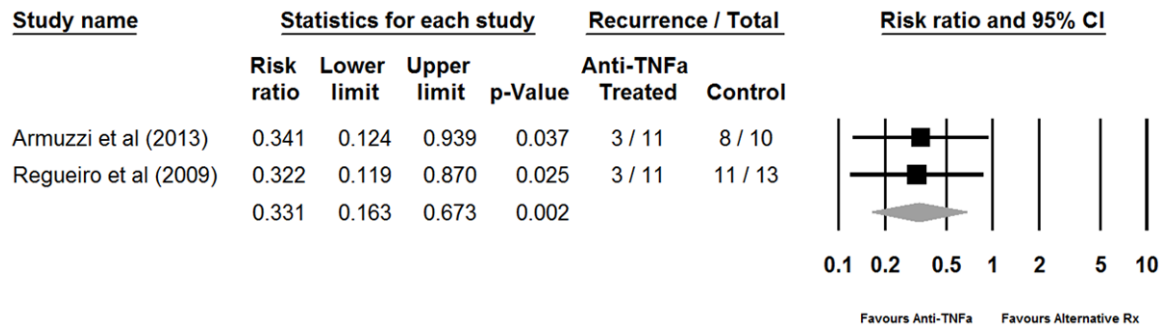 Study name Statistics for each study Recurrence / Total Risk ratio and 95% CI
Risk Lower Upper Anti-TNFa
ratio limit limit p-Value Treated Control
Armuzzi et al (2013) 0.341 0.124 0.939 0.037 3 / 11 8 / 10
Regueiro et al (2009) 0.322 0.119 0.870 0.025 3 / 11 11 / 13
0.331 0.163 0.673 0.002
0.1 0.2 0.5 1 2 5 10
Favours Anti-TNFa Favours Alternative Rx